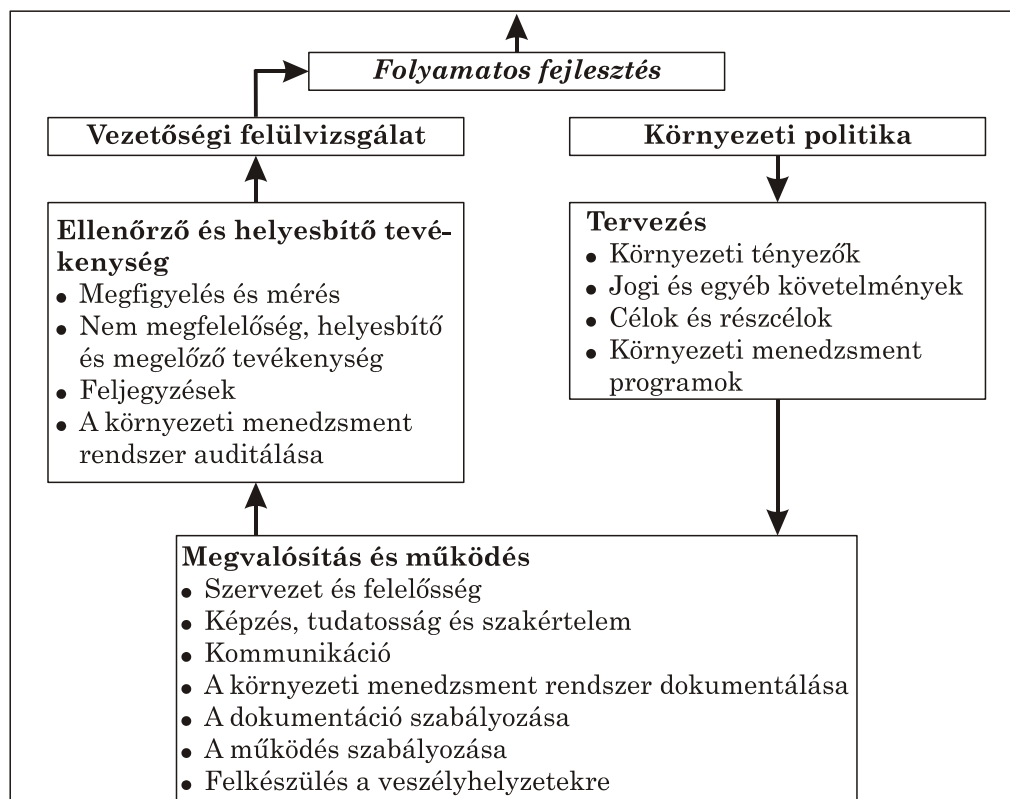 Folyamatos fejlesztés
Vezetőségi felülvizsgálat
Környezeti politika
Ellenőrző és helyesbítő tevé-
kenység
• Megfigyelés és mérés
• Nem megfelelőség, helyesbítő
és megelőző tevékenység
• Feljegyzések
• A környezeti menedzsment
rendszer auditálása
Tervezés
• Környezeti tényezők
• Jogi és egyéb követelmények
• Célok és részcélok
• Környezeti menedzsment
programok
Megvalósítás és működés
• Szervezet és felelősség
• Képzés, tudatosság és szakértelem
• Kommunikáció
• A környezeti menedzsment rendszer dokumentálása
• A dokumentáció szabályozása
• A működés szabályozása
• Felkészülés a veszélyhelyzetekre